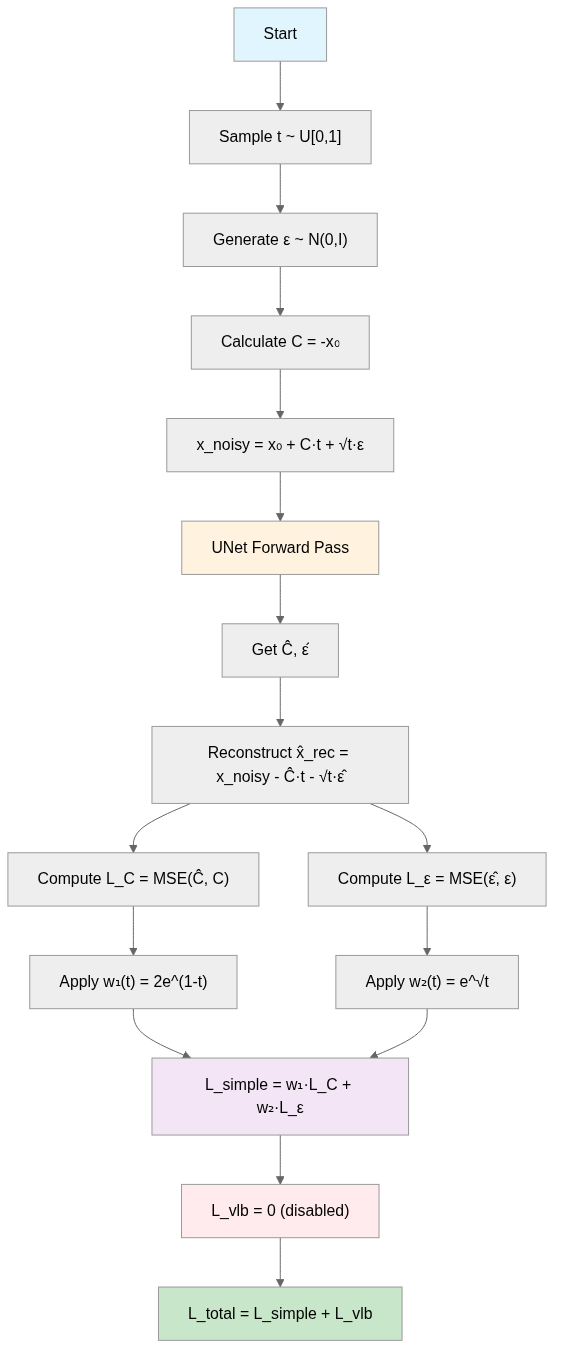 Start
Sample t ~ U[0,1]
Generate ε ~ N(0,I)
Calculate C = -x₀
x_noisy = x₀ + C·t + √t·ε
UNet Forward Pass
Get Ĉ, έ
Reconstruct x̂_rec =
x_noisy - Ĉ·t - √t·ε̂
Compute L_C = MSE(Ĉ, C)
Compute L_ε = MSE(ε̂, ε)
Apply w₁(t) = 2e^(1-t)
Apply w₂(t) = e^√t
L_simple = w₁·L_C +
w₂·L_ε
L_vlb = 0 (disabled)
L_total = L_simple + L_vlb